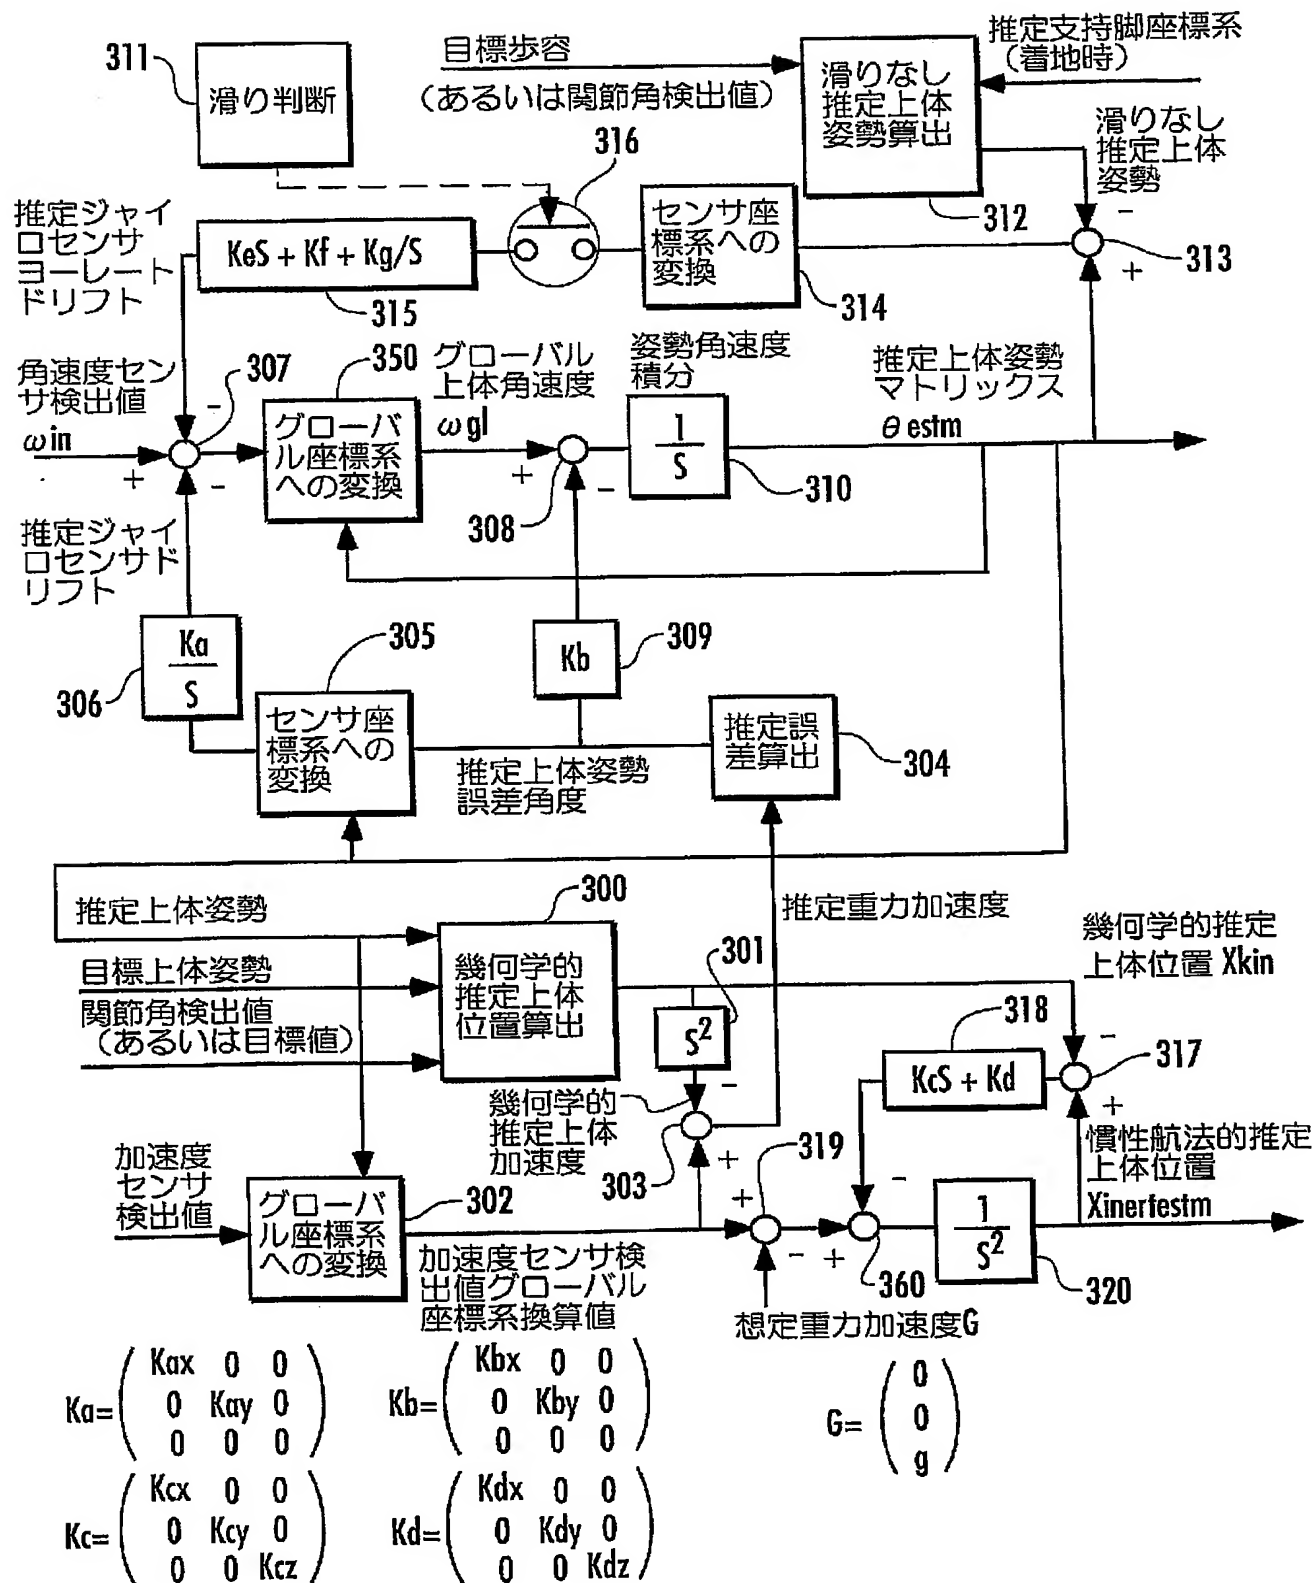 311
滑り判断
目標歩容
（あるいは関節角検出値）
滑りなし
推定上体
姿勢算出
312
推定支持脚座標系
（着地時）
滑りなし
推定上体
姿勢
316
推定ジャイ
ロセンサ
ヨーレート
ドリフト
KeS + Kf + Kg/S
315
センサ座
標系への
変換
314
−
+
313
角速度セン
サ検出値
ωin
307
−
+
−
350
グローバ
ル座標系
への変換
グローバル
上体角速度
ωgl
+
−
308
姿勢角速度
積分
1
S
310
推定上体姿勢
マトリックス
θestm
推定ジャイ
ロセンサド
リフト
Ka
S
306
305
センサ座
標系への
変換
Kb
309
推定上体姿勢
誤差角度
推定誤
差算出
304
推定上体姿勢
目標上体姿勢
関節角検出値
（あるいは目標値）
300
幾何学的
推定上体
位置算出
推定重力加速度
301
S2
幾何学的推定
上体位置 Xkin
318
KcS + Kd
−
317
+
幾何学的
推定上体
加速度
−
303
+
慣性航法的推定
上体位置
Xinertestm
加速度
センサ
検出値
グローバ
ル座標系
への変換
302
加速度センサ検
出値グローバル
座標系換算値
319
+
−
−
+
360
1
S2
320
想定重力加速度G
Ka=
Kax 0 0
0 Kay 0
0 0 0
Kb=
Kbx 0 0
0 Kby 0
0 0 0
G=
0
0
g
Kc=
Kcx 0 0
0 Kcy 0
0 0 Kcz
Kd=
Kdx 0 0
0 Kdy 0
0 0 Kdz